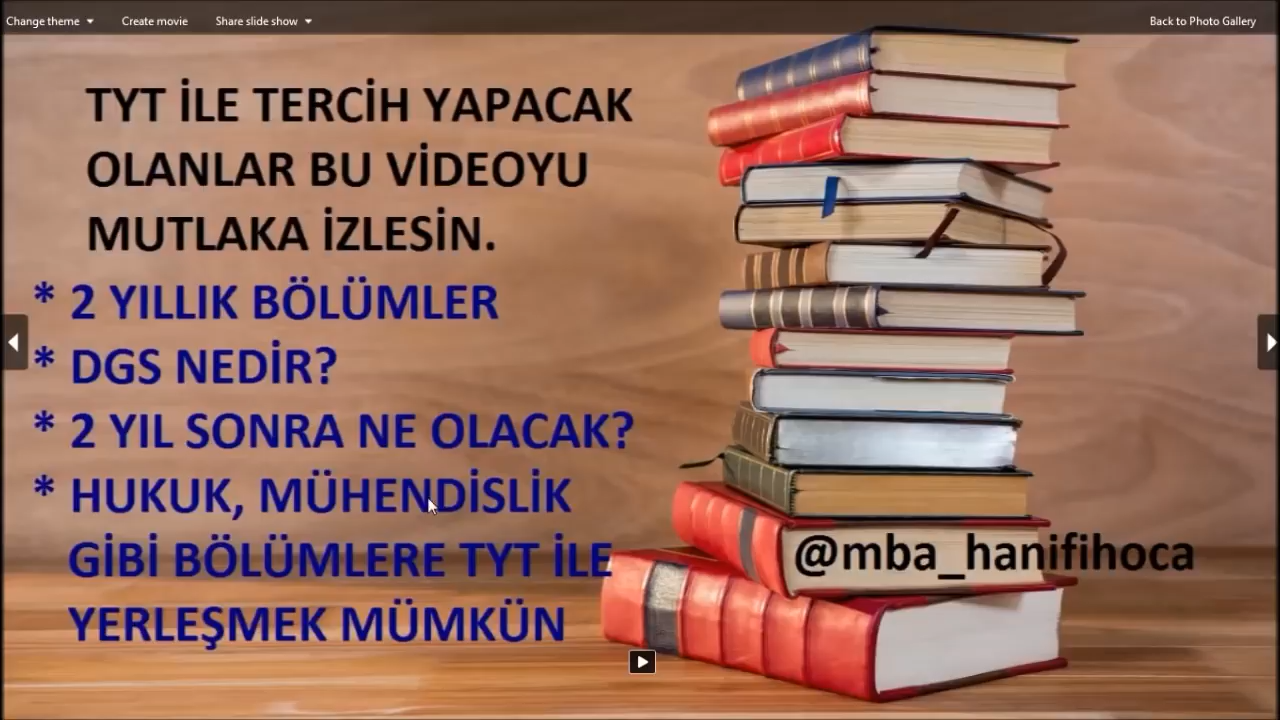 Change theme Create movie Share slide show Back to Photo Gallery
TYT İLE TERCİH YAPACAK
OLANLAR BU VİDEOYU
MUTLAKA İZLESİN.
* 2 YILLIK BÖLÜMLER
* DGS NEDİR?
* 2 YIL SONRA NE OLACAK?
* HUKUK, MÜHENDİSLİK
GİBİ BÖLÜMLERE TYT İLE
YERLEŞMEK MÜMKÜN
@mba_hanifihoca